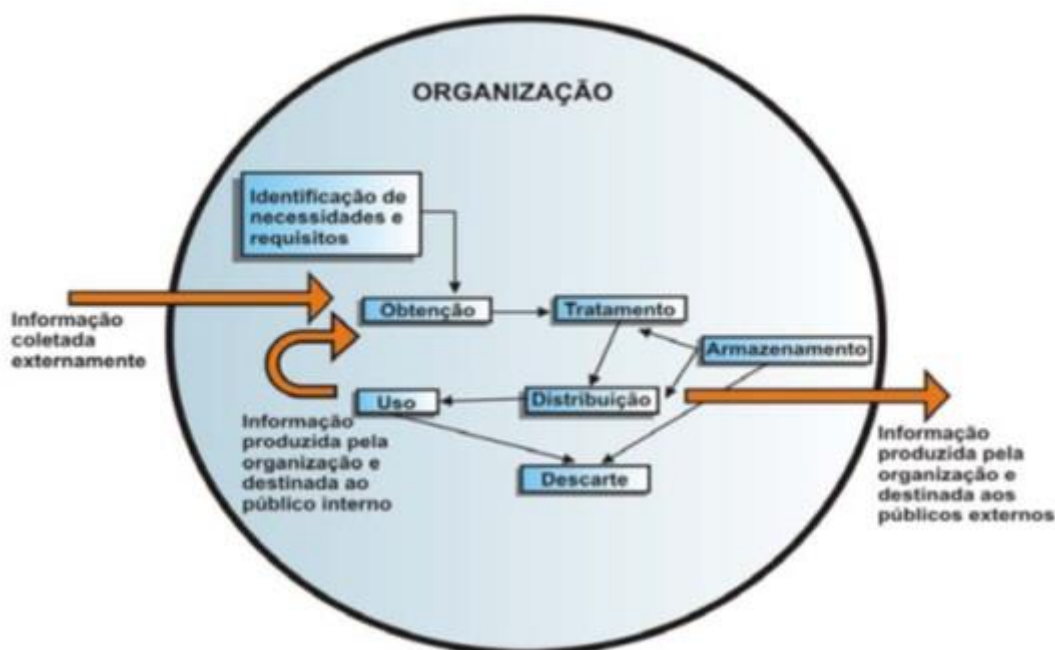 ORGANIZAÇÃO
Identificação de
necessidades e
requisitos
Informação
coletada
externamente
Obtenção
Tratamento
Armazenamento
Uso
Distribuição
Descarte
Informação
produzida pela
organização e
destinada ao
público interno
Informação
produzida pela
organização e
destinada aos
públicos externos